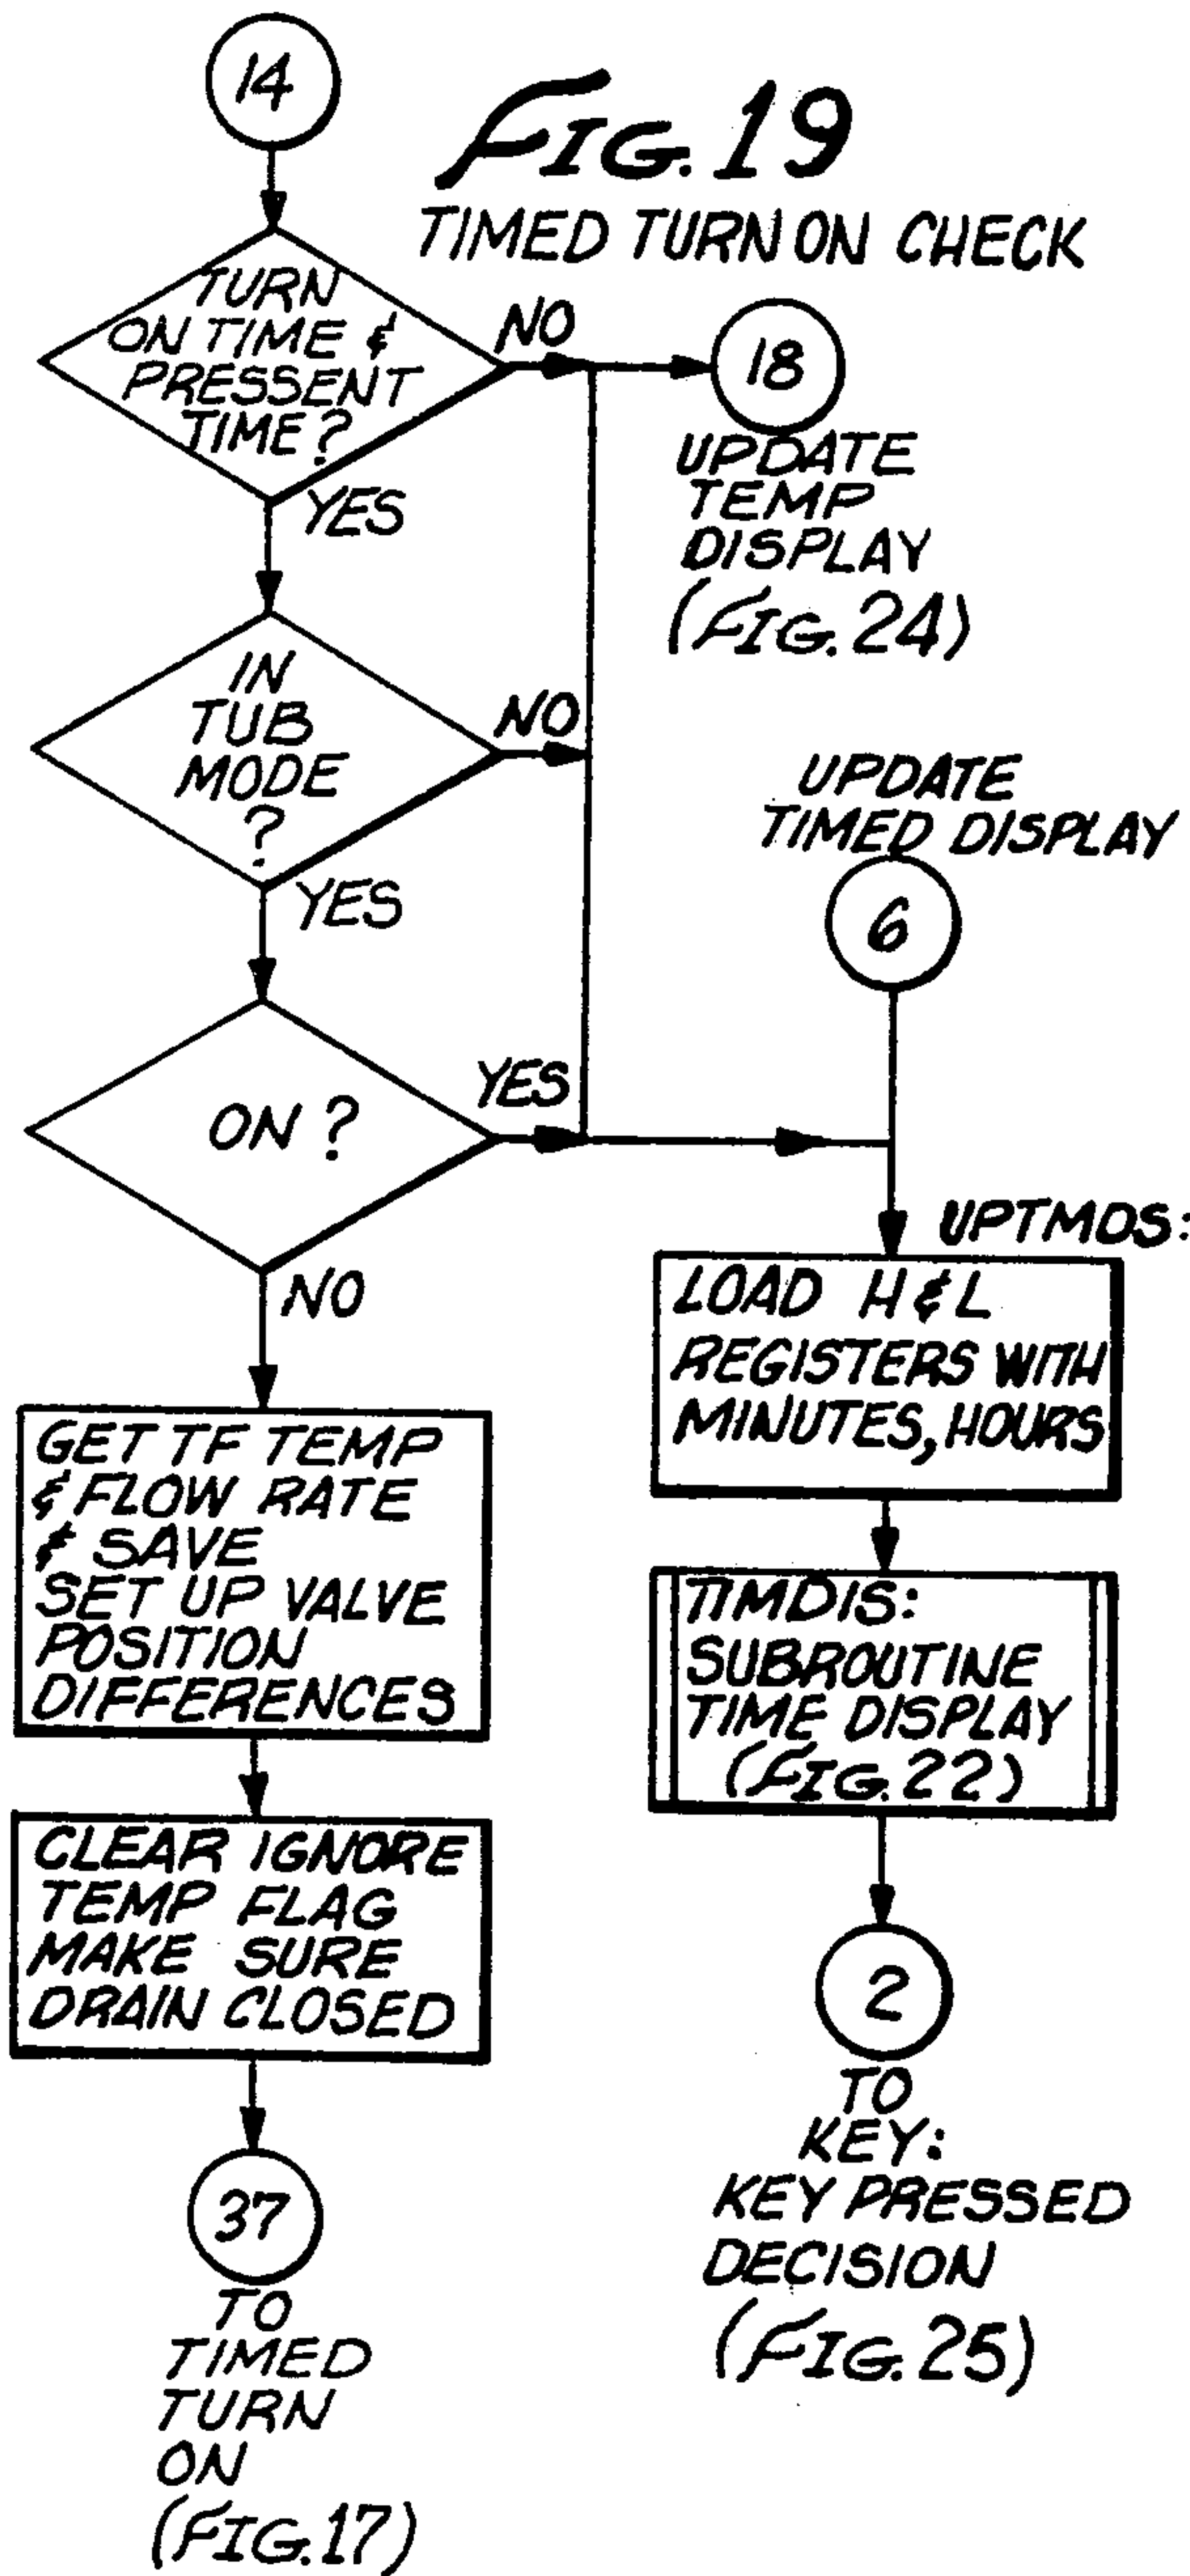 14
FIG. 19
TIMED TURN ON CHECK
TURN
ON TIME &
PRESSENT
TIME?
NO
18
UPDATE
TEMP
DISPLAY
(FIG. 24)
YES
IN
TUB
MODE
?
NO
YES
UPDATE
TIMED DISPLAY
6
ON?
YES
NO
UPTMDS:
LOAD H & L
REGISTERS WITH
MINUTES, HOURS
GET TF TEMP
& FLOW RATE
& SAVE
SET UP VALVE
POSITION
DIFFERENCES
TIMDIS:
SUBROUTINE
TIME DISPLAY
(FIG. 22)
CLEAR IGNORE
TEMP FLAG
MAKE SURE
DRAIN CLOSED
2
TO
KEY:
KEY PRESSED
DECISION
(FIG. 25)
37
TO
TIMED
TURN
ON
(FIG. 17)